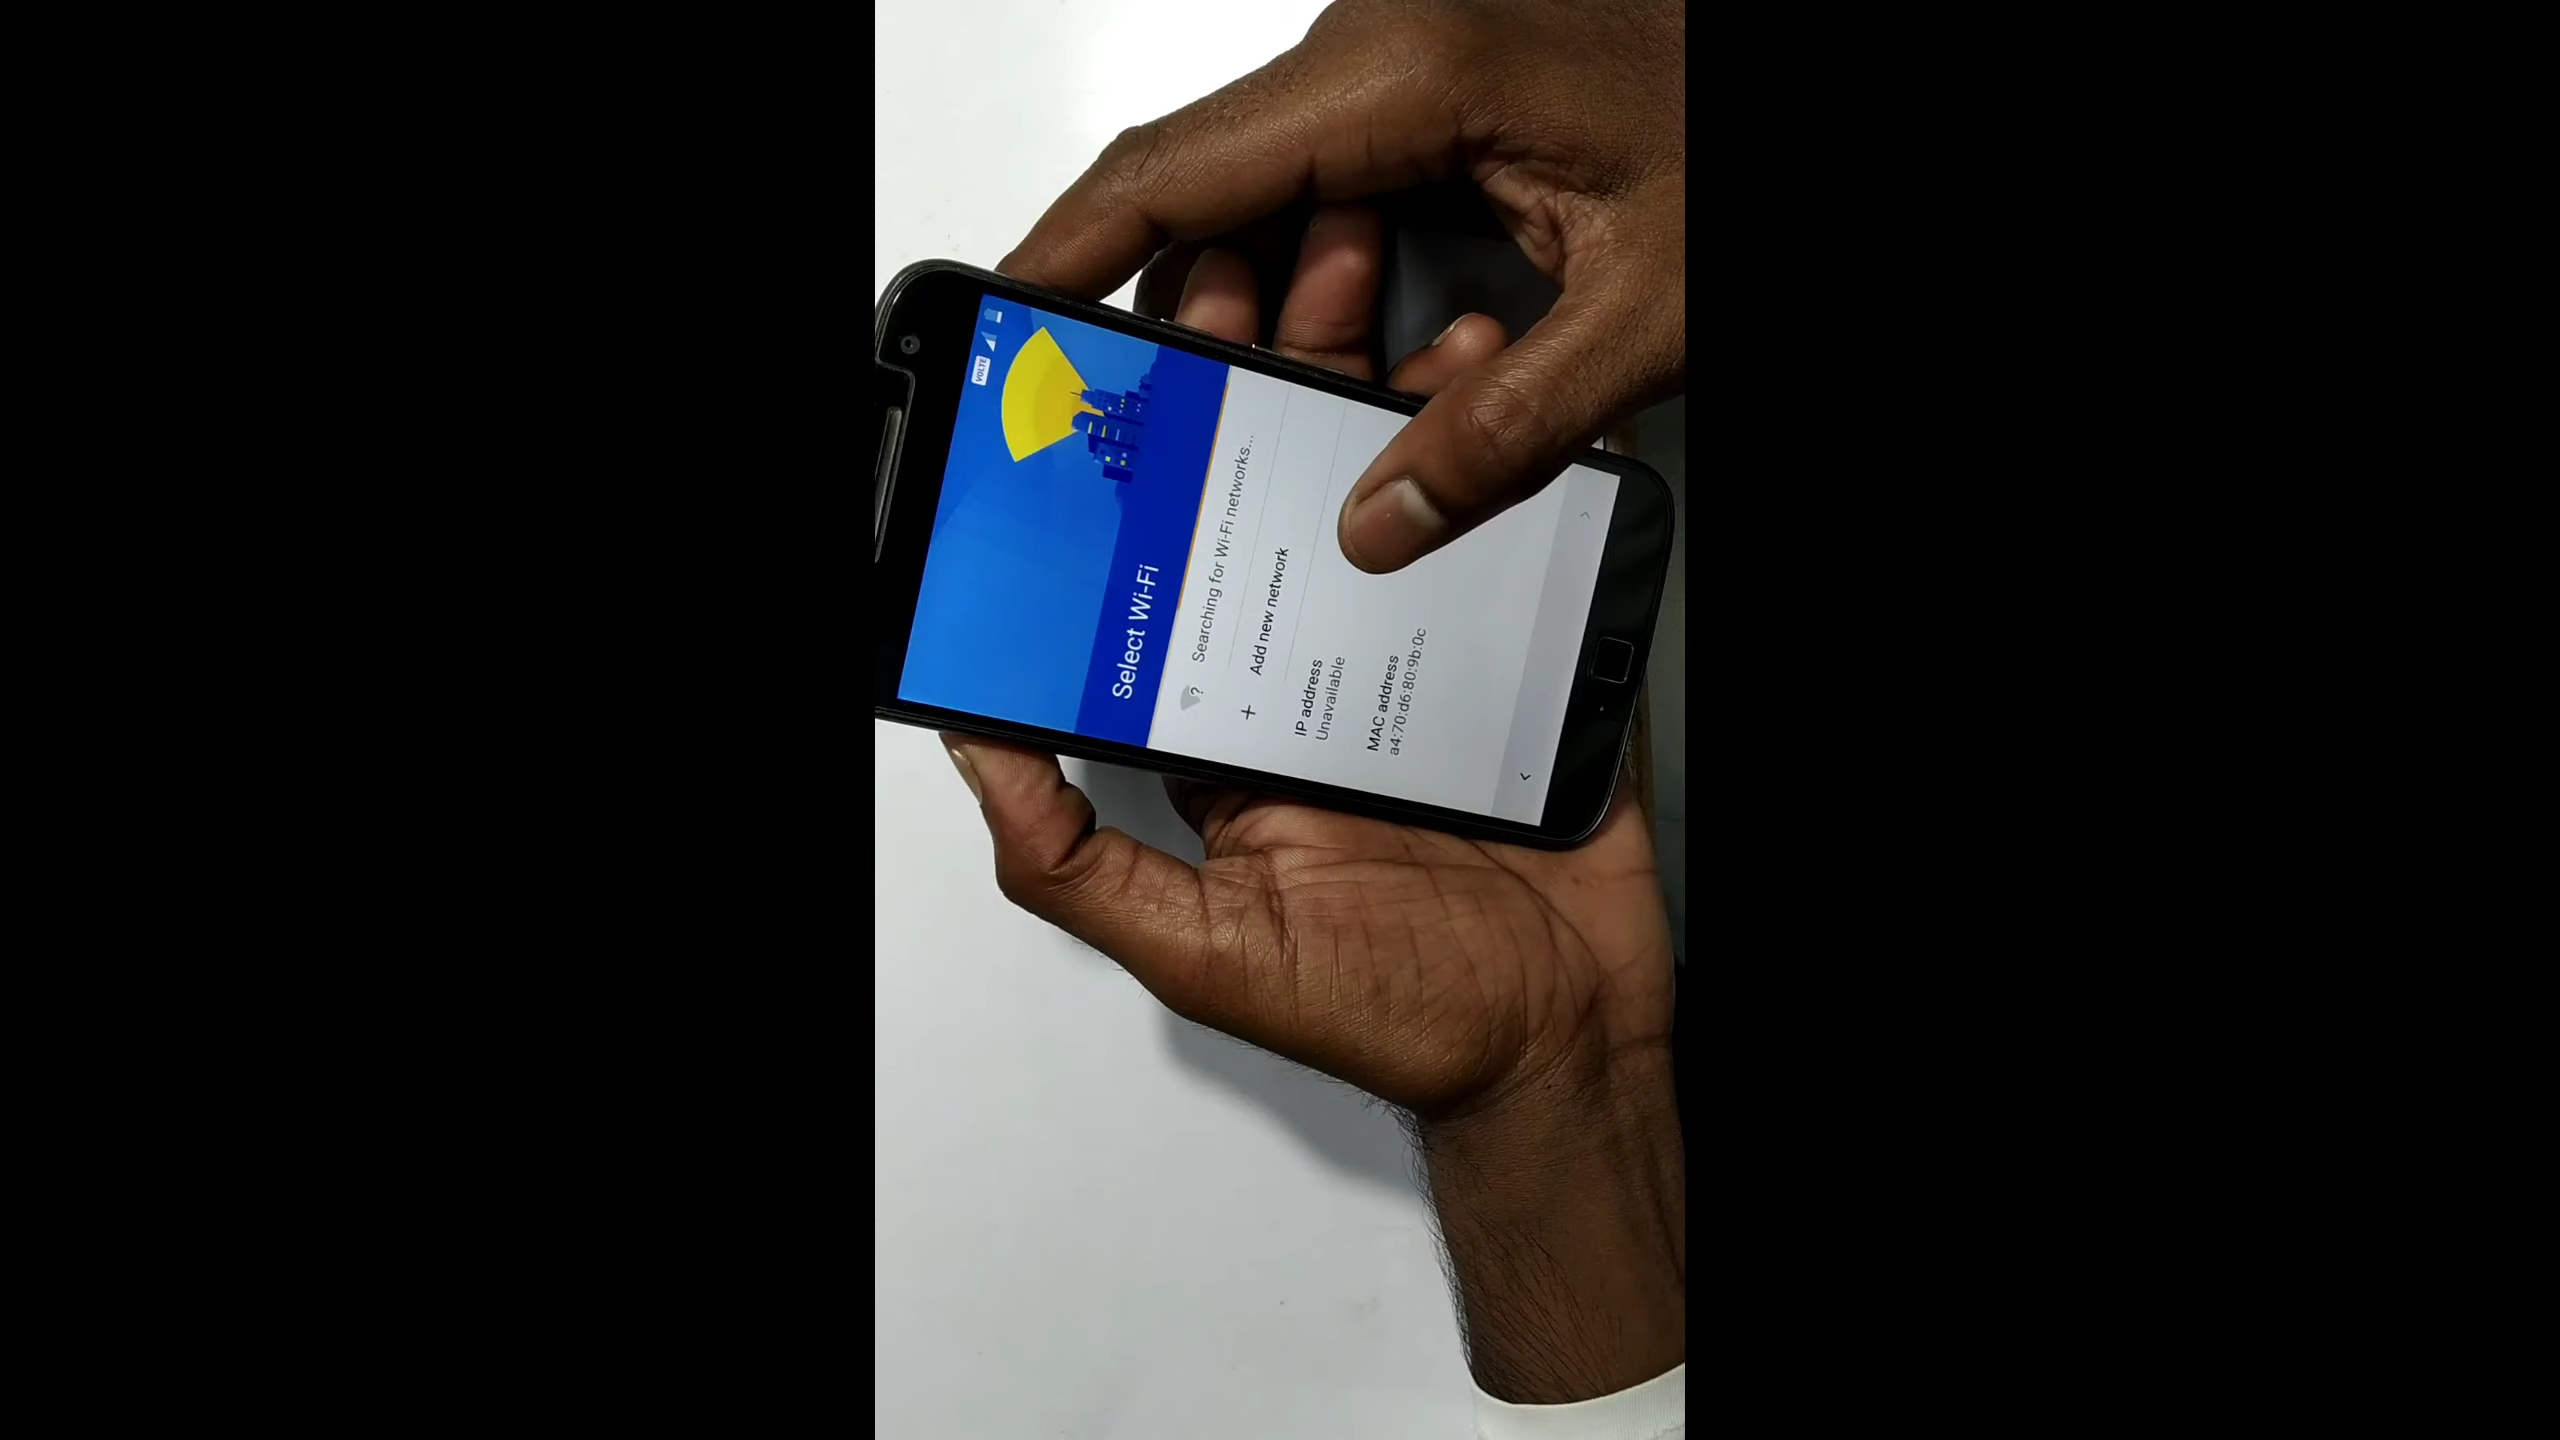 VOLTE
Select Wi-Fi
Searching for Wi-Fi networks...
Add new network
IP address
Unavailable
MAC address
a4:70:d6:80:9b:0c